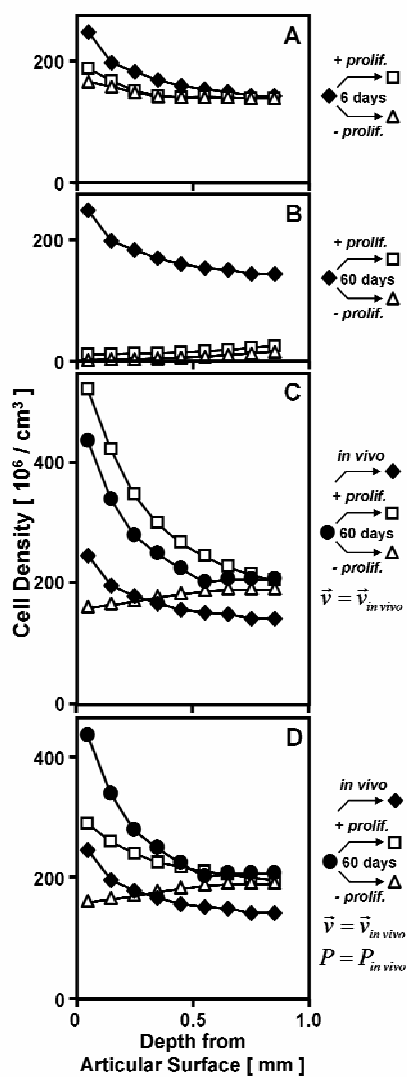 A
200
0
+ prolif.
6 days
- prolif.
B
200
0
+ prolif.
60 days
- prolif.
C
400
200
0
in vivo
+ prolif.
60 days
- prolif.
v⃗ = v⃗ in vivo
Cell Density [ 10⁶ / cm³ ]
D
400
200
0
in vivo
+ prolif.
60 days
- prolif.
v⃗ = v⃗ in vivo
P = P in vivo
0 0.5 1.0
Depth from
Articular Surface [ mm ]